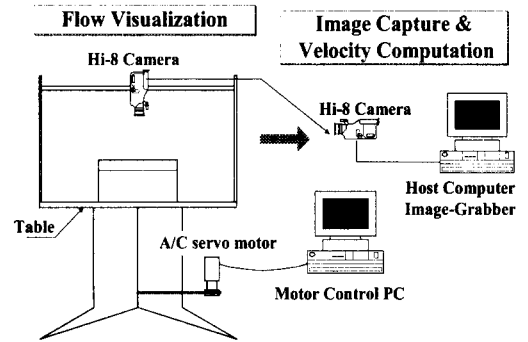 Flow Visualization
Image Capture &
Velocity Computation
Hi-8 Camera
Hi-8 Camera
Host Computer
Image-Grabber
Table
A/C servo motor
Motor Control PC